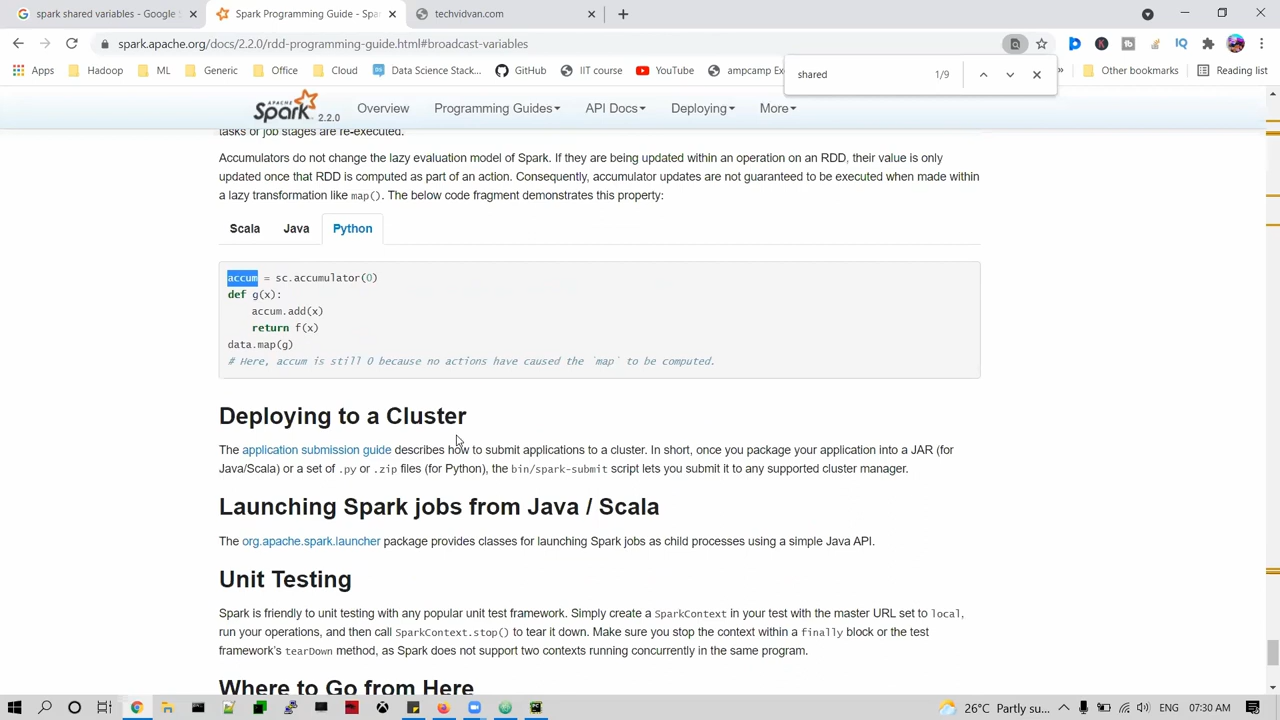 spark shared variables - Google S
Spark Programming Guide - Spa
techvidvan.com
spark.apache.org/docs/2.2.0/rdd-programming-guide.html#broadcast-variables
Apps
Hadoop
ML
Generic
Office
Cloud
Data Science Stack...
GitHub
IIT course
YouTube
ampcamp Ex
Other bookmarks
Reading list
shared
1/9
APACHE Spark 2.2.0
Overview
Programming Guides
API Docs
Deploying
More
tasks or job stages are re-executed.
Accumulators do not change the lazy evaluation model of Spark. If they are being updated within an operation on an RDD, their value is only
updated once that RDD is computed as part of an action. Consequently, accumulator updates are not guaranteed to be executed when made within
a lazy transformation like map(). The below code fragment demonstrates this property:
Scala
Java
Python
accum = sc.accumulator(0)
def g(x):
accum.add(x)
return f(x)
data.map(g)
# Here, accum is still 0 because no actions have caused the `map` to be computed.
Deploying to a Cluster
The application submission guide describes how to submit applications to a cluster. In short, once you package your application into a JAR (for
Java/Scala) or a set of .py or .zip files (for Python), the bin/spark-submit script lets you submit it to any supported cluster manager.
Launching Spark jobs from Java / Scala
The org.apache.spark.launcher package provides classes for launching Spark jobs as child processes using a simple Java API.
Unit Testing
Spark is friendly to unit testing with any popular unit test framework. Simply create a SparkContext in your test with the master URL set to local,
run your operations, and then call SparkContext.stop() to tear it down. Make sure you stop the context within a finally block or the test
framework's tearDown method, as Spark does not support two contexts running concurrently in the same program.
Where to Go from Here
26°C Partly su...
ENG
07:30 AM